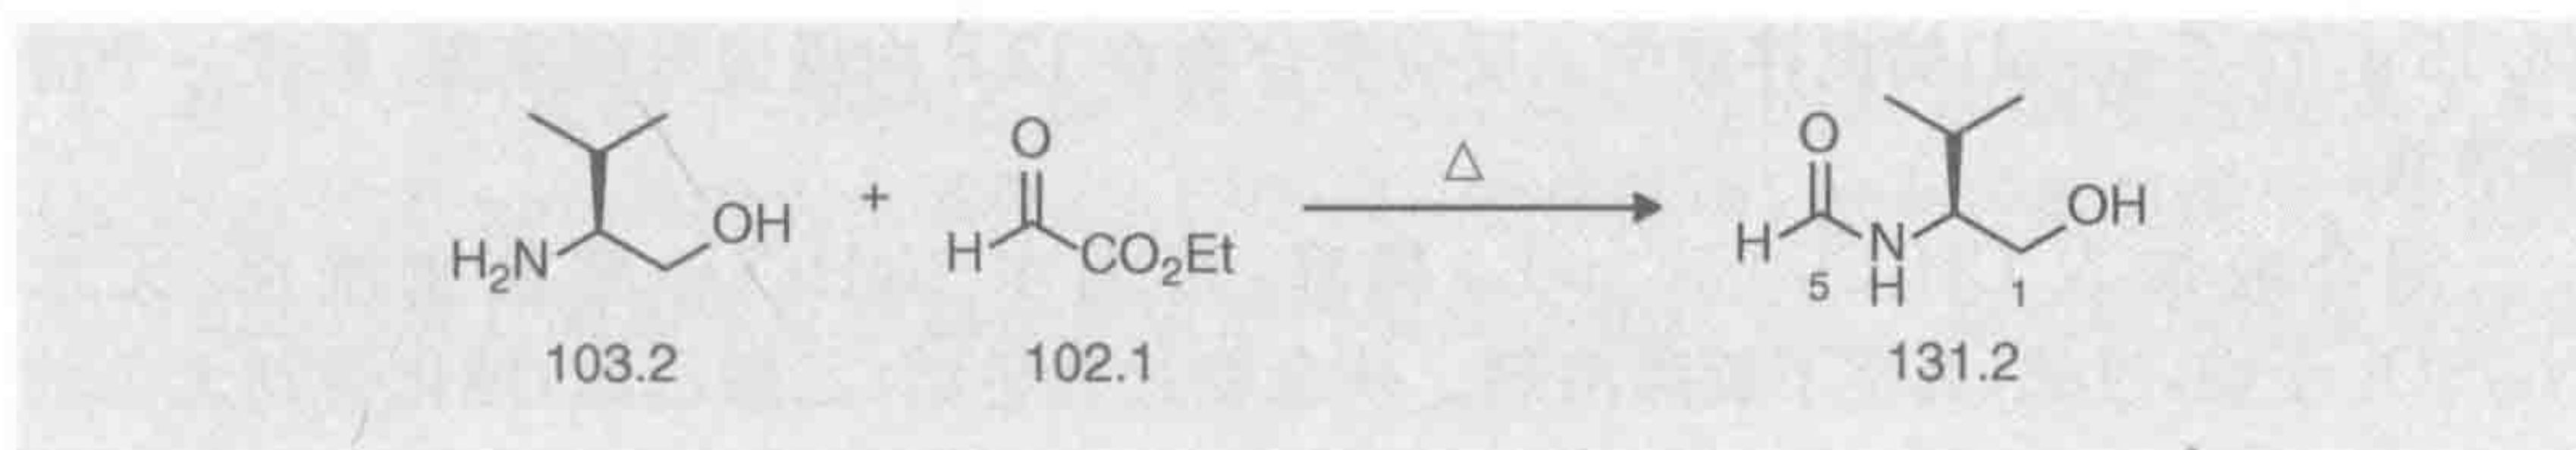 O O
△
H₂N OH + H CO₂Et H N H OH
5 1
103.2 102.1 131.2